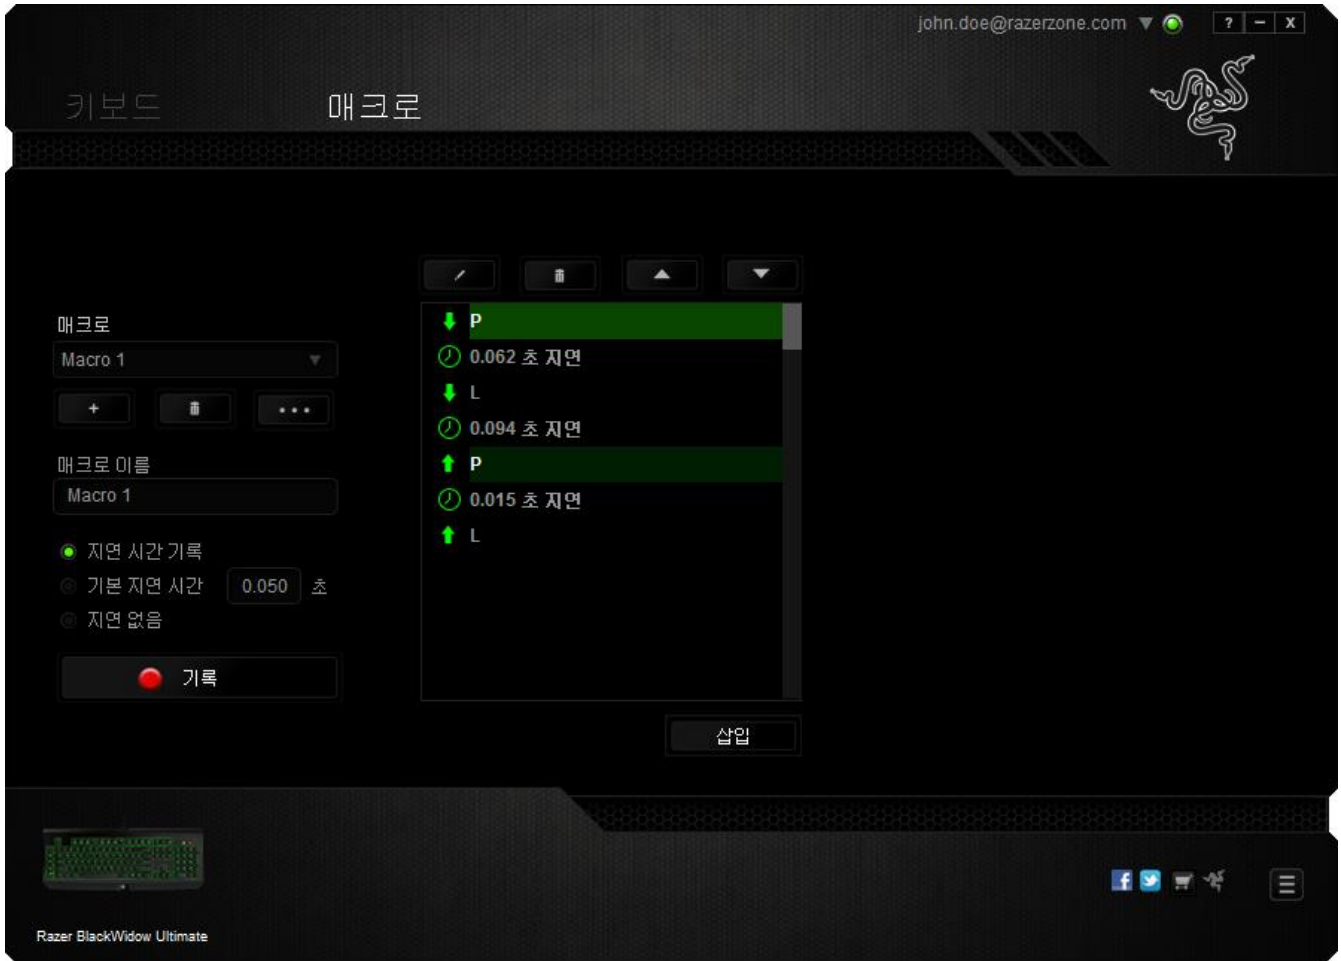 john.doe@razerzone.com
? – X
키보드
매크로
매크로
Macro 1
+
매크로 이름
Macro 1
지연 시간 기록
기본 지연 시간 0.050 초
지연 없음
기록
P
0.062 초 지연
L
0.094 초 지연
P
0.015 초 지연
L
삽입
Razer BlackWidow Ultimate
f